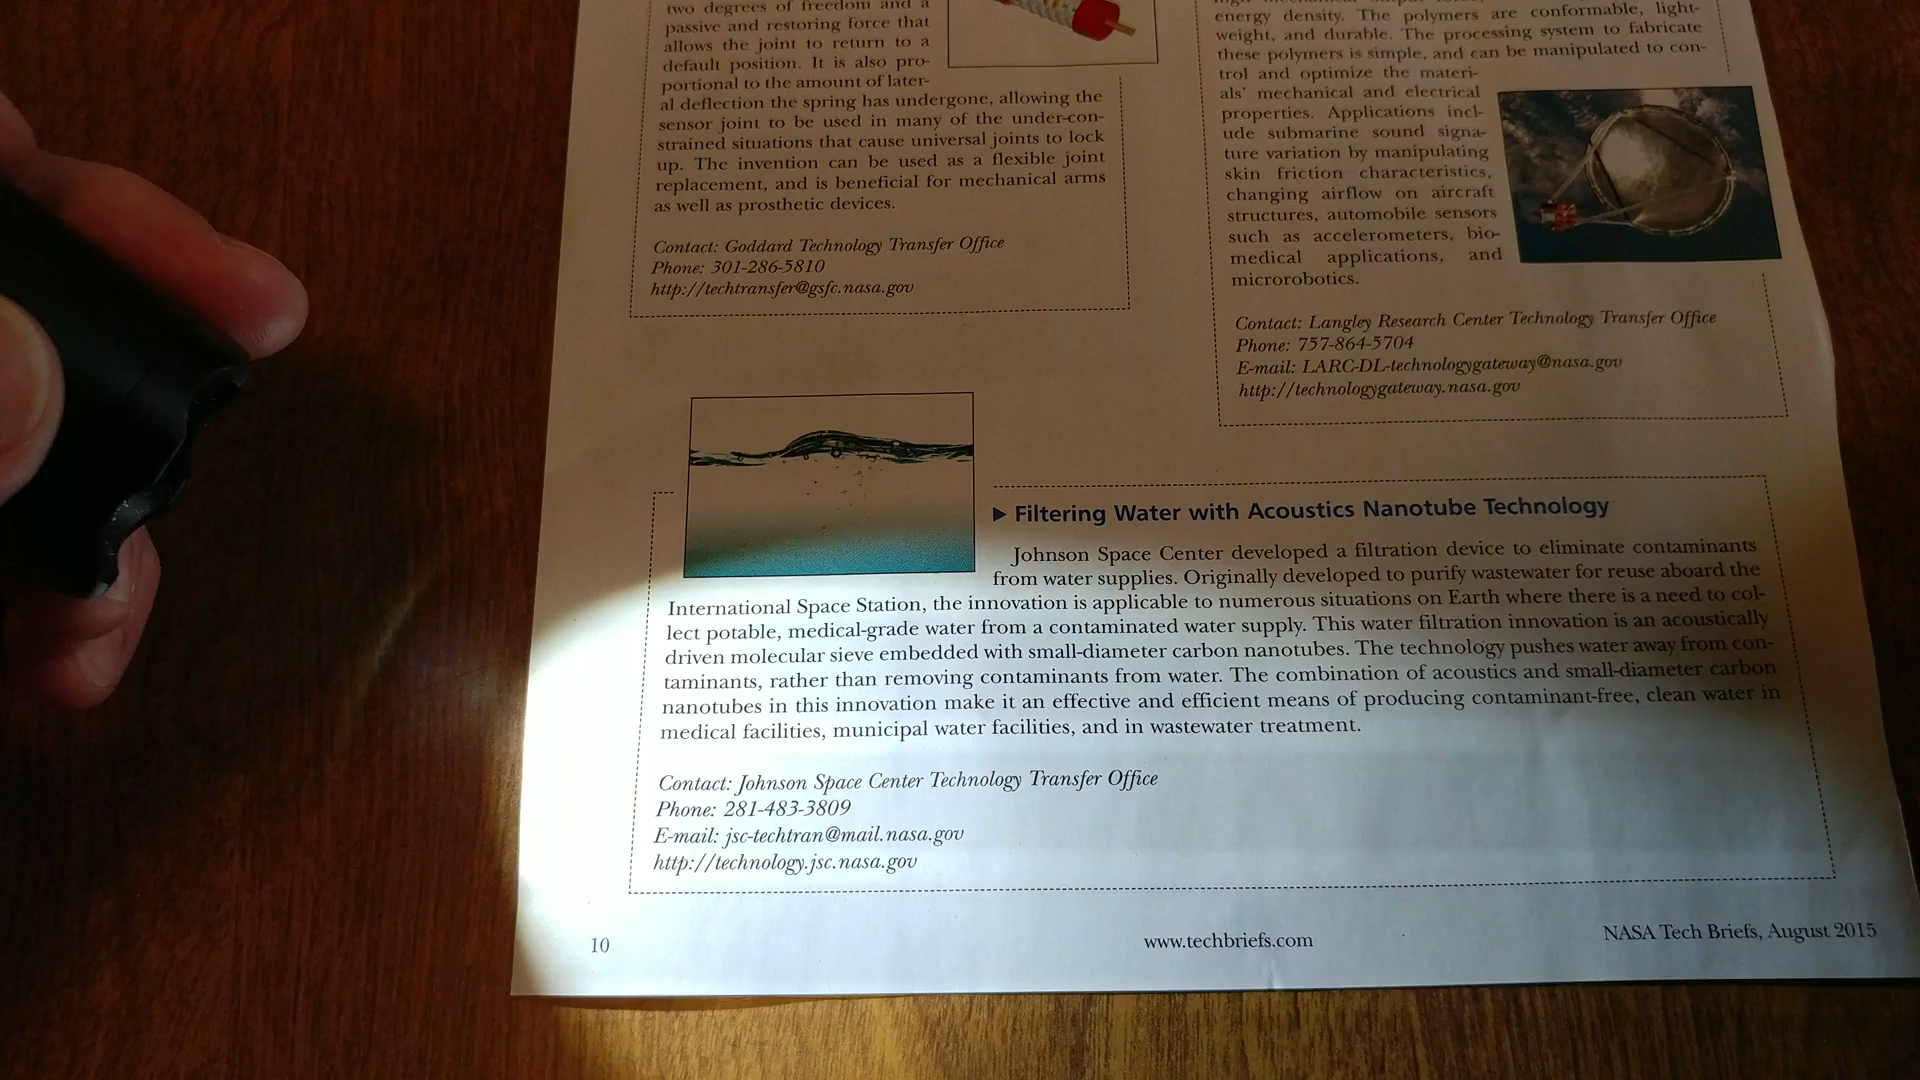 two degrees of freedom and a
passive and restoring force that
allows the joint to return to a
default position. It is also pro-
portional to the amount of later-
al deflection the spring has undergone, allowing the
sensor joint to be used in many of the under-con-
strained situations that cause universal joints to lock
up. The invention can be used as a flexible joint
replacement, and is beneficial for mechanical arms
as well as prosthetic devices.
Contact: Goddard Technology Transfer Office
Phone: 301-286-5810
http://techtransfer@gsfc.nasa.gov
energy density. The polymers are conformable, light-
weight, and durable. The processing system to fabricate
these polymers is simple, and can be manipulated to con-
trol and optimize the materi-
als' mechanical and electrical
properties. Applications incl-
ude submarine sound signa-
ture variation by manipulating
skin friction characteristics,
changing airflow on aircraft
structures, automobile sensors
such as accelerometers, bio-
medical applications, and
microrobotics.
Contact: Langley Research Center Technology Transfer Office
Phone: 757-864-5704
E-mail: LARC-DL-technologygateway@nasa.gov
http://technologygateway.nasa.gov
▶ Filtering Water with Acoustics Nanotube Technology
Johnson Space Center developed a filtration device to eliminate contaminants
from water supplies. Originally developed to purify wastewater for reuse aboard the
International Space Station, the innovation is applicable to numerous situations on Earth where there is a need to col-
lect potable, medical-grade water from a contaminated water supply. This water filtration innovation is an acoustically
driven molecular sieve embedded with small-diameter carbon nanotubes. The technology pushes water away from con-
taminants, rather than removing contaminants from water. The combination of acoustics and small-diameter carbon
nanotubes in this innovation make it an effective and efficient means of producing contaminant-free, clean water in
medical facilities, municipal water facilities, and in wastewater treatment.
Contact: Johnson Space Center Technology Transfer Office
Phone: 281-483-3809
E-mail: jsc-techtran@mail.nasa.gov
http://technology.jsc.nasa.gov
10
www.techbriefs.com
NASA Tech Briefs, August 2015